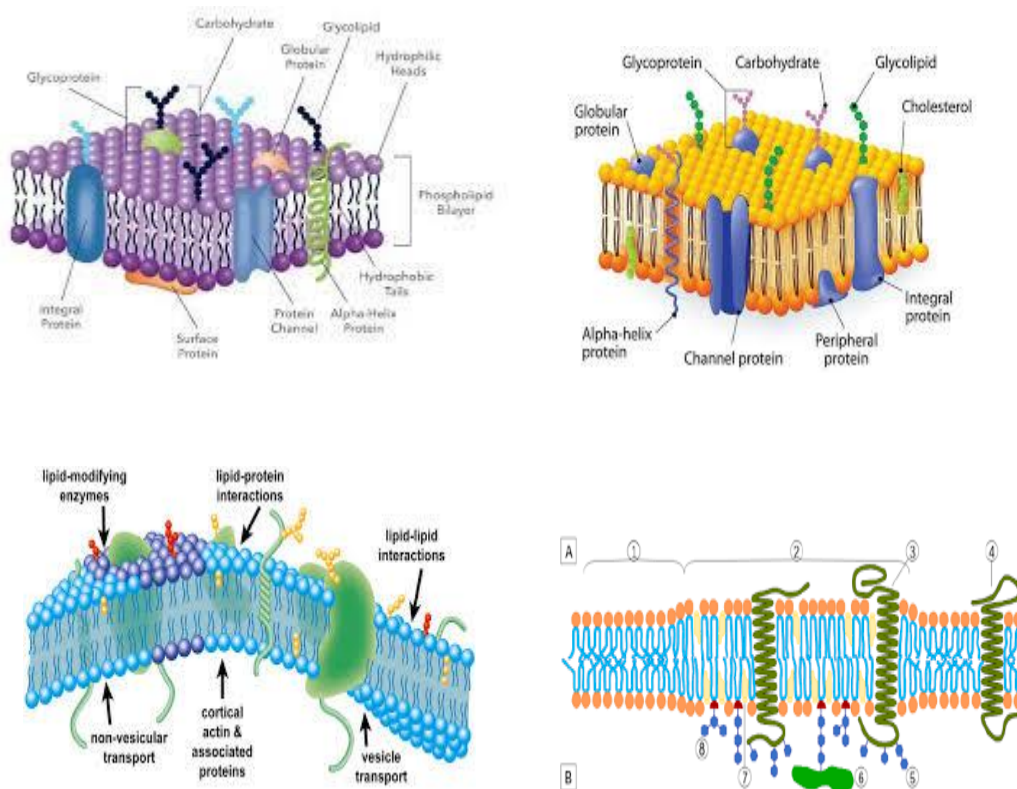 Carbohydrate
Glycolipid
Globular
Protein
Hydrophilic
Heads
Glycoprotein
Phospholipid
Bilayer
Hydrophobic
Tails
Integral
Protein
Surface
Protein
Protein
Channel
Alpha-Helix
Protein
Glycoprotein
Carbohydrate
Glycolipid
Globular
protein
Cholesterol
Alpha-helix
protein
Channel protein
Peripheral
protein
Integral
protein
lipid-modifying
enzymes
lipid-protein
interactions
lipid-lipid
interactions
non-vesicular
transport
cortical
actin &
associated
proteins
vesicle
transport
A
1
2
3
4
8
7
6
5
B